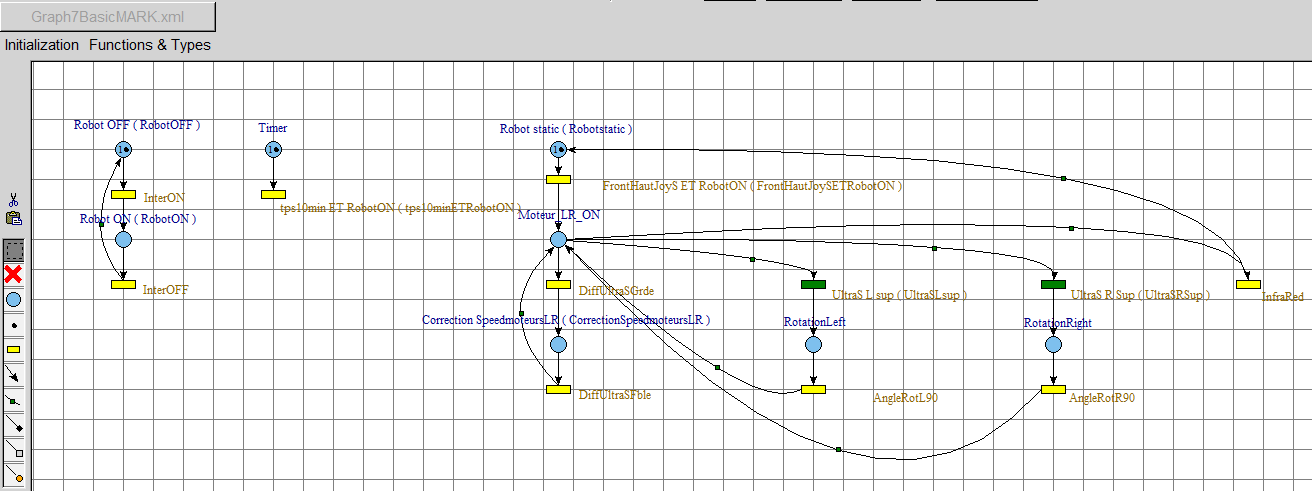 Graph7BasicMARK.xml
Initialization Functions & Types
Robot OFF ( RobotOFF )
Timer
Robot static ( Robotstatic )
1
1
1
InterON
FrontHautJoyS ET RobotON ( FrontHautJoySETRobotON )
tps10min ET RobotON ( tps10minETRobotON )
Robot ON ( RobotON )
Moteur_LR_ON
InterOFF
DiffUltraSGrde
UltraS L sup ( UltraSLsup )
UltraS R Sup ( UltraSRSup )
InfraRed
Correction SpeedmoteursLR ( CorrectionSpeedmoteursLR )
RotationLeft
RotationRight
DiffUltraSFble
AngleRotL90
AngleRotR90